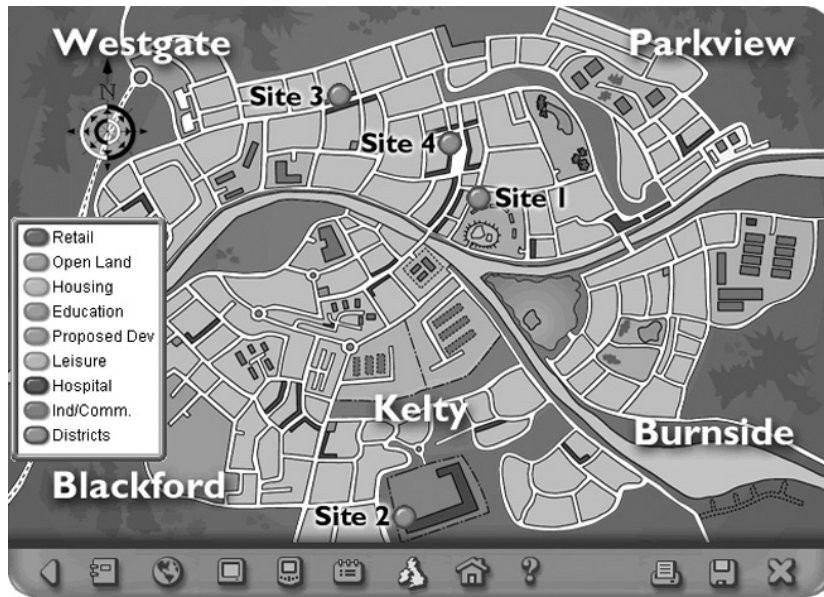 Westgate
Parkview
N
Site 3
Site 4
Site 1
Retail
Open Land
Housing
Education
Proposed Dev
Leisure
Hospital
Ind/Comm.
Districts
Kelty
Burnside
Blackford
Site 2
?